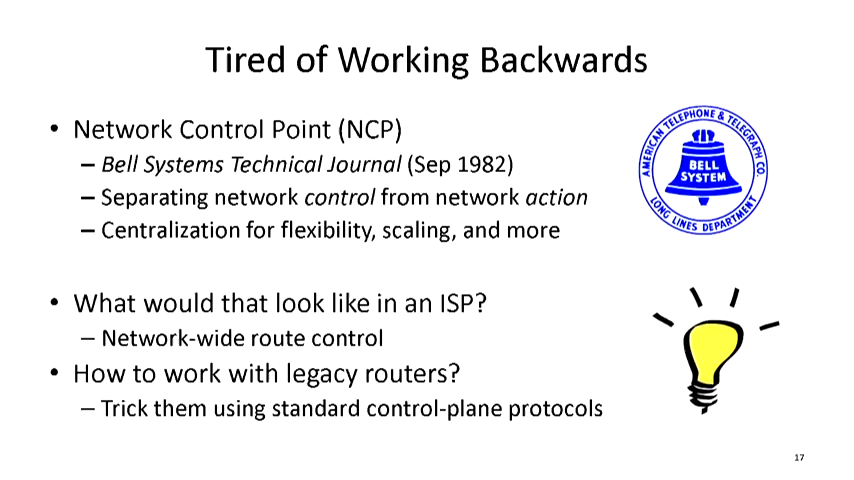 Tired of Working Backwards
• Network Control Point (NCP)
– Bell Systems Technical Journal (Sep 1982)
– Separating network control from network action
– Centralization for flexibility, scaling, and more
AMERICAN TELEPHONE & TELEGRAPH CO.
BELL
SYSTEM
LONG LINES DEPARTMENT
• What would that look like in an ISP?
– Network-wide route control
• How to work with legacy routers?
– Trick them using standard control-plane protocols
17